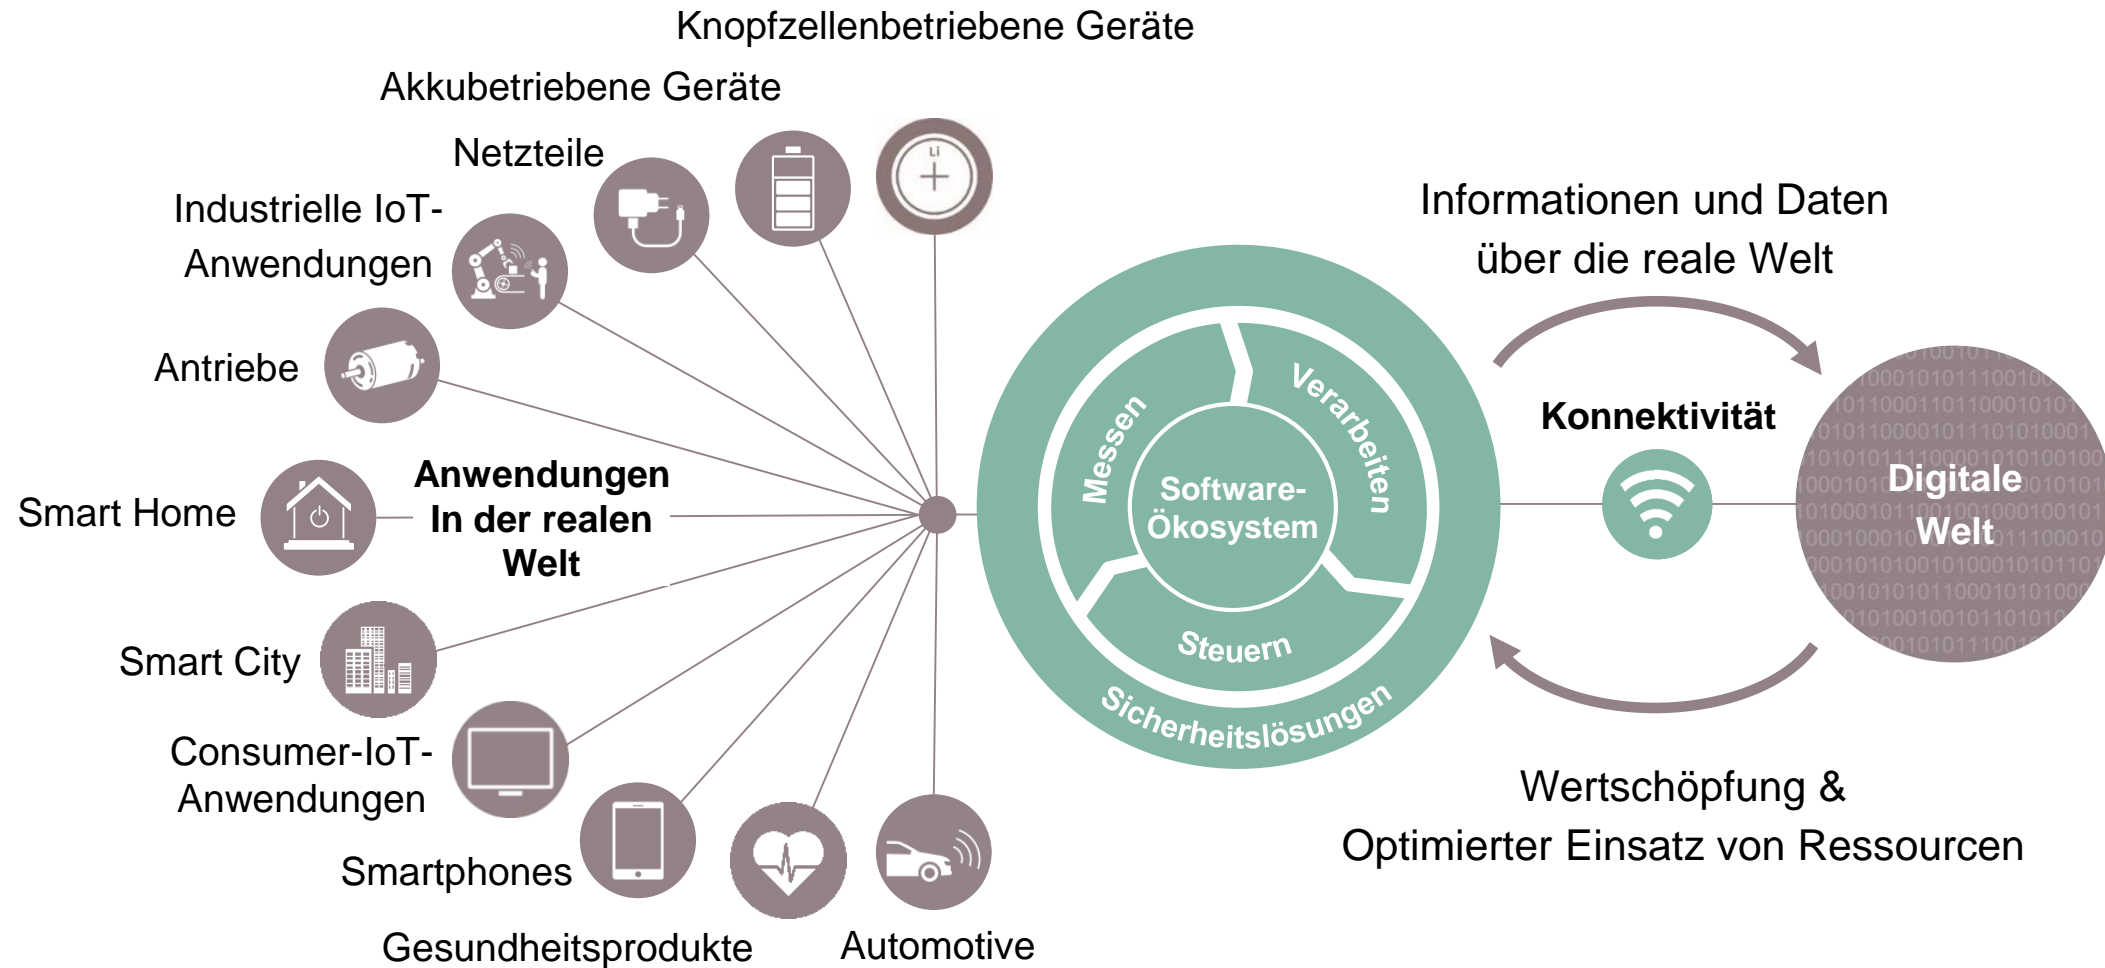 Knopfzellenbetriebene Geräte
Akkubetriebene Geräte
Netzteile
Industrielle IoT-
Anwendungen
Antriebe
Smart Home
Smart City
Consumer-IoT-
Anwendungen
Smartphones
Gesundheitsprodukte
Automotive
Li
Anwendungen
In der realen
Welt
Messen
Verarbeiten
Steuern
Software-
Ökosystem
Sicherheitslösungen
Informationen und Daten
über die reale Welt
Konnektivität
Digitale
Welt
Wertschöpfung &
Optimierter Einsatz von Ressourcen